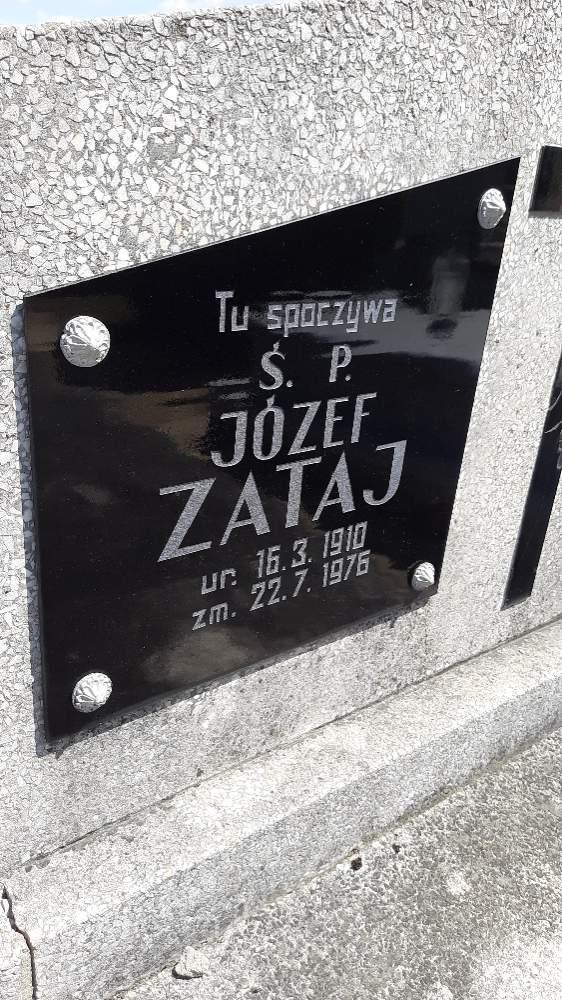 Tu spoczywa
Ś. P.
JÓZEF
ZATAJ
ur. 16.3.1910
zm. 22.7.1976